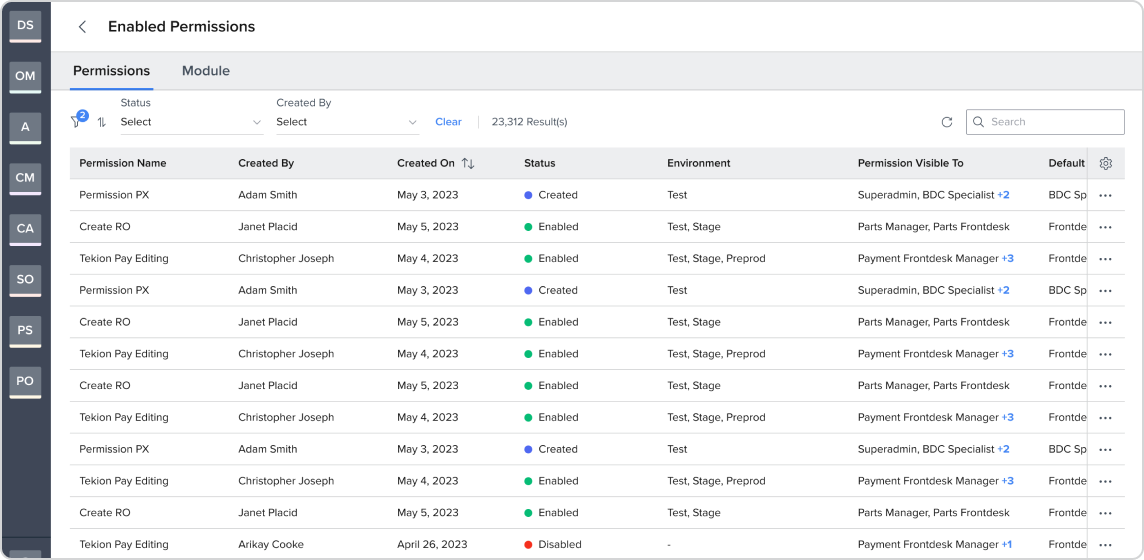 DS
OM
A
CM
CA
SO
PS
PO
Enabled Permissions
Permissions Module
Status Created By
2 Select Select Clear 23,312 Result(s) Search
Permission Name Created By Created On Status Environment Permission Visible To Default
Permission PX Adam Smith May 3, 2023 Created Test Superadmin, BDC Specialist +2 BDC Sp
Create RO Janet Placid May 5, 2023 Enabled Test, Stage Parts Manager, Parts Frontdesk Frontde
Tekion Pay Editing Christopher Joseph May 4, 2023 Enabled Test, Stage, Preprod Payment Frontdesk Manager +3 Frontde
Permission PX Adam Smith May 3, 2023 Created Test Superadmin, BDC Specialist +2 BDC Sp
Create RO Janet Placid May 5, 2023 Enabled Test, Stage Parts Manager, Parts Frontdesk Frontde
Tekion Pay Editing Christopher Joseph May 4, 2023 Enabled Test, Stage, Preprod Payment Frontdesk Manager +3 Frontde
Create RO Janet Placid May 5, 2023 Enabled Test, Stage Parts Manager, Parts Frontdesk Frontde
Tekion Pay Editing Christopher Joseph May 4, 2023 Enabled Test, Stage, Preprod Payment Frontdesk Manager +3 Frontde
Permission PX Adam Smith May 3, 2023 Created Test Superadmin, BDC Specialist +2 BDC Sp
Tekion Pay Editing Christopher Joseph May 4, 2023 Enabled Test, Stage, Preprod Payment Frontdesk Manager +3 Frontde
Create RO Janet Placid May 5, 2023 Enabled Test, Stage Parts Manager, Parts Frontdesk Frontde
Tekion Pay Editing Arikay Cooke April 26, 2023 Disabled - Payment Frontdesk Manager +1 Frontde